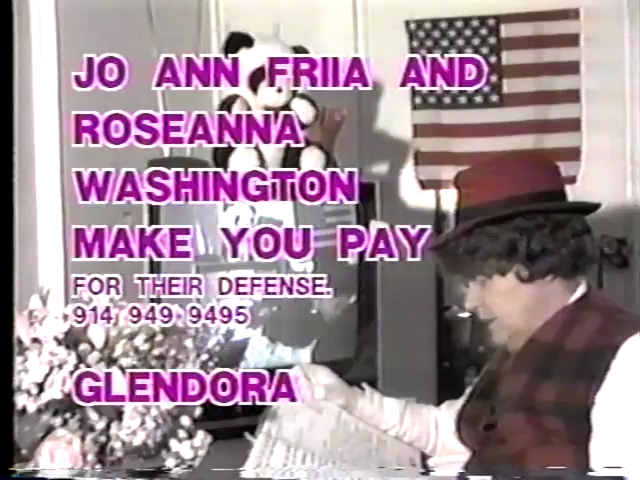 JO ANN FRIIA AND
ROSEANNA
WASHINGTON
MAKE YOU PAY
FOR THEIR DEFENSE.
914 949 9495
GLENDORA